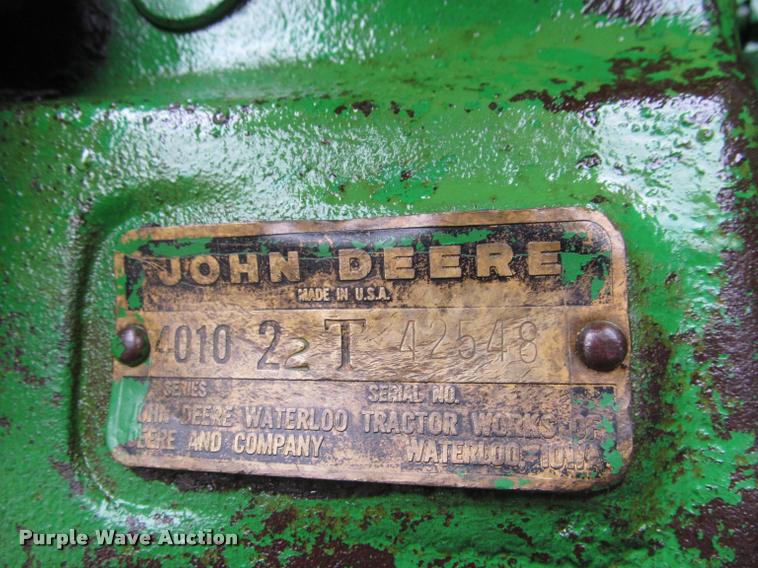 JOHN DEERE
MADE IN U.S.A.
4010 22 T 42548
SERIES SERIAL NO.
JOHN DEERE WATERLOO TRACTOR WORKS OF
DEERE AND COMPANY WATERLOO, IOWA
Purple Wave Auction